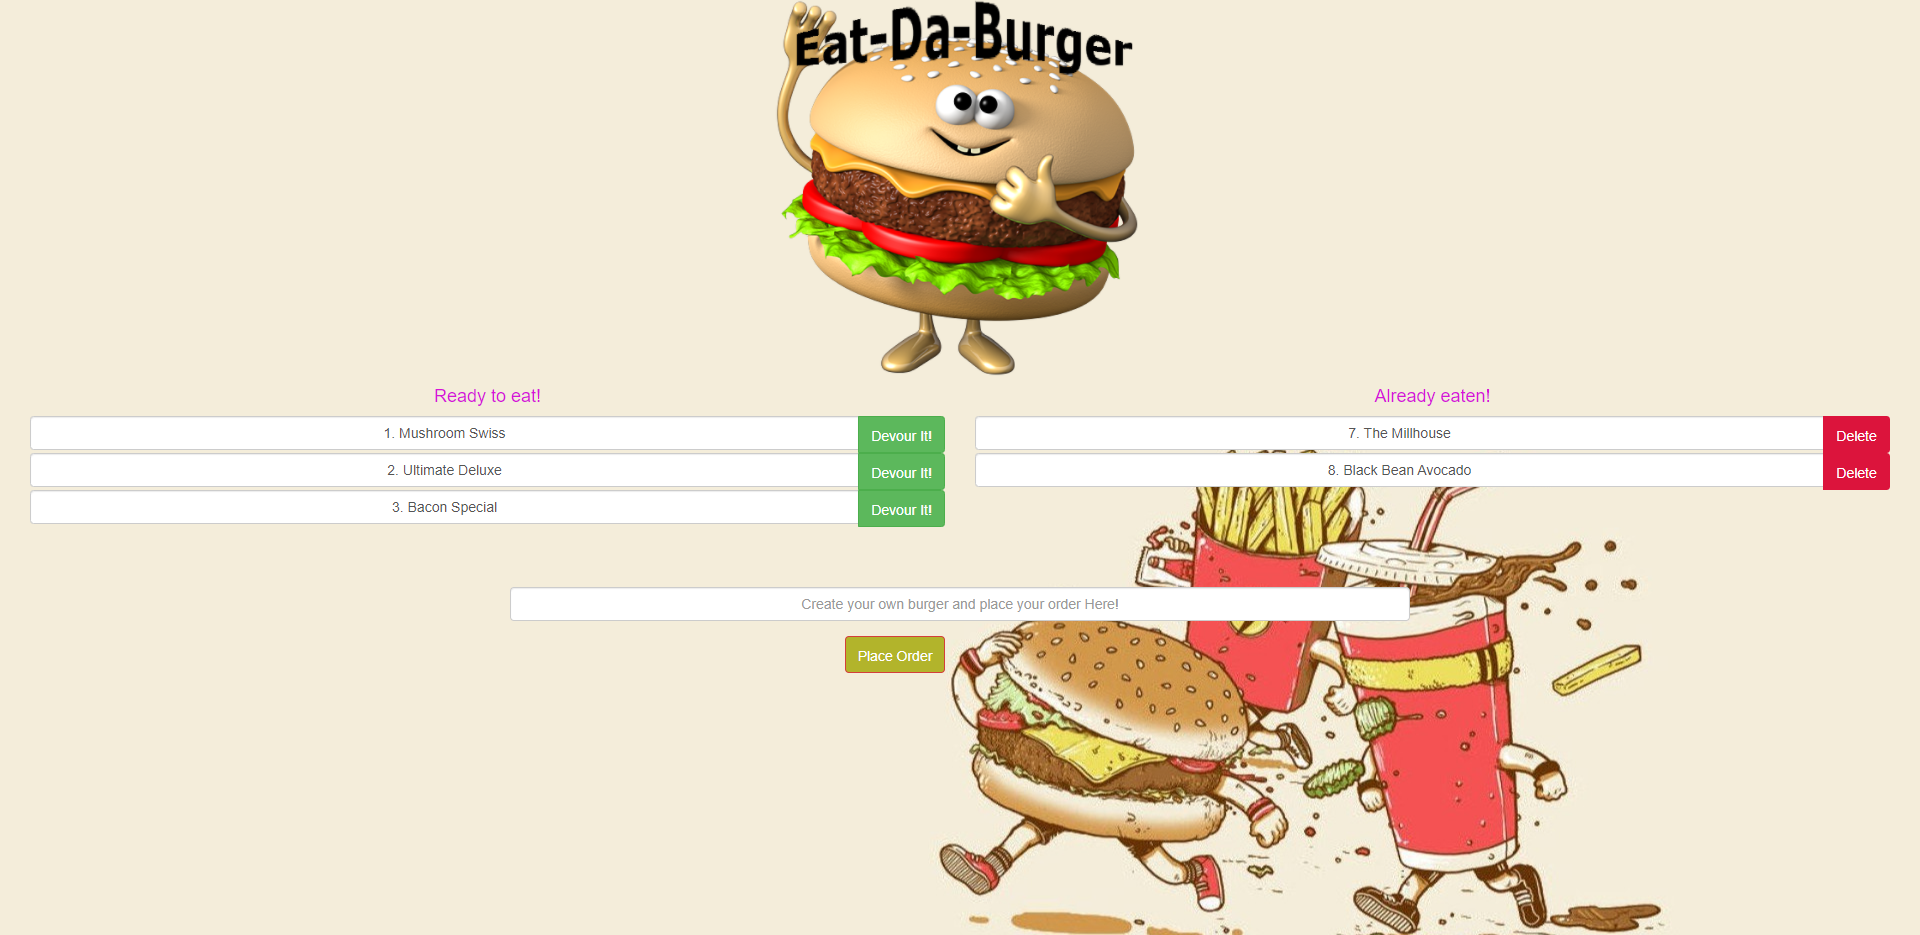 Eat-Da-Burger
Ready to eat!
1. Mushroom Swiss
Devour It!
2. Ultimate Deluxe
Devour It!
3. Bacon Special
Devour It!
Already eaten!
7. The Millhouse
Delete
8. Black Bean Avocado
Delete
Create your own burger and place your order Here!
Place Order